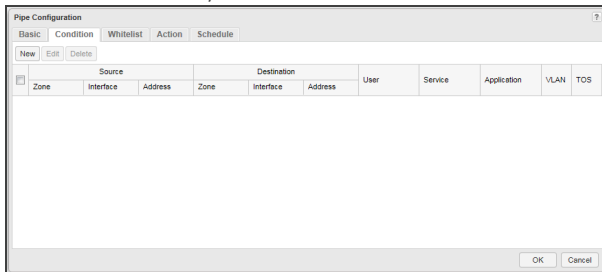 Pipe Configuration ?
Basic Condition Whitelist Action Schedule
New Edit Delete
Source Destination User Service Application VLAN TOS
Zone Interface Address Zone Interface Address
OK Cancel